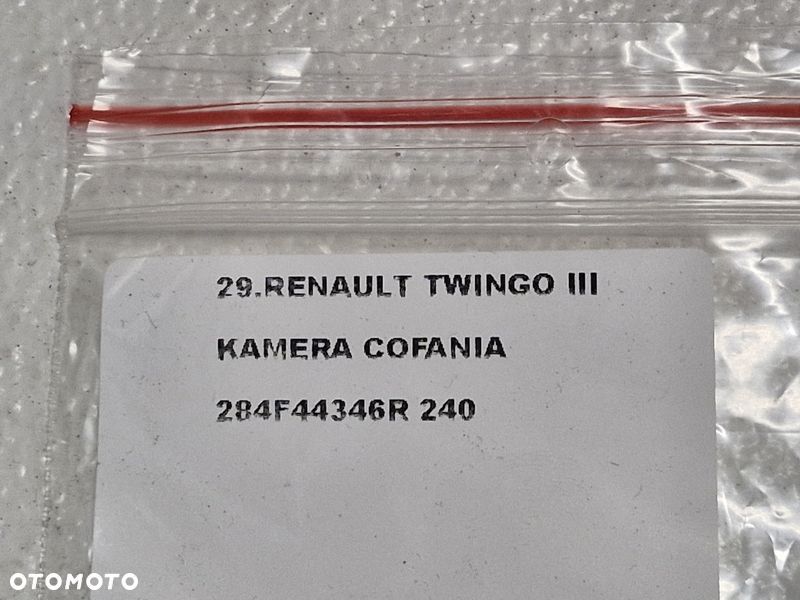 29.RENAULT TWINGO III
KAMERA COFANIA
284F44346R 240
OTOMOTO